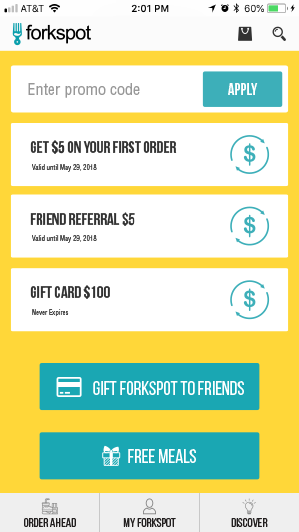 AT&T 2:01 PM 60%
forkspot
Enter promo code APPLY
GET $5 ON YOUR FIRST ORDER
Valid until May 29, 2018
$
FRIEND REFERRAL $5
Valid until May 29, 2018
$
GIFT CARD $100
Never Expires
$
GIFT FORKSPOT TO FRIENDS
FREE MEALS
ORDER AHEAD MY FORKSPOT DISCOVER